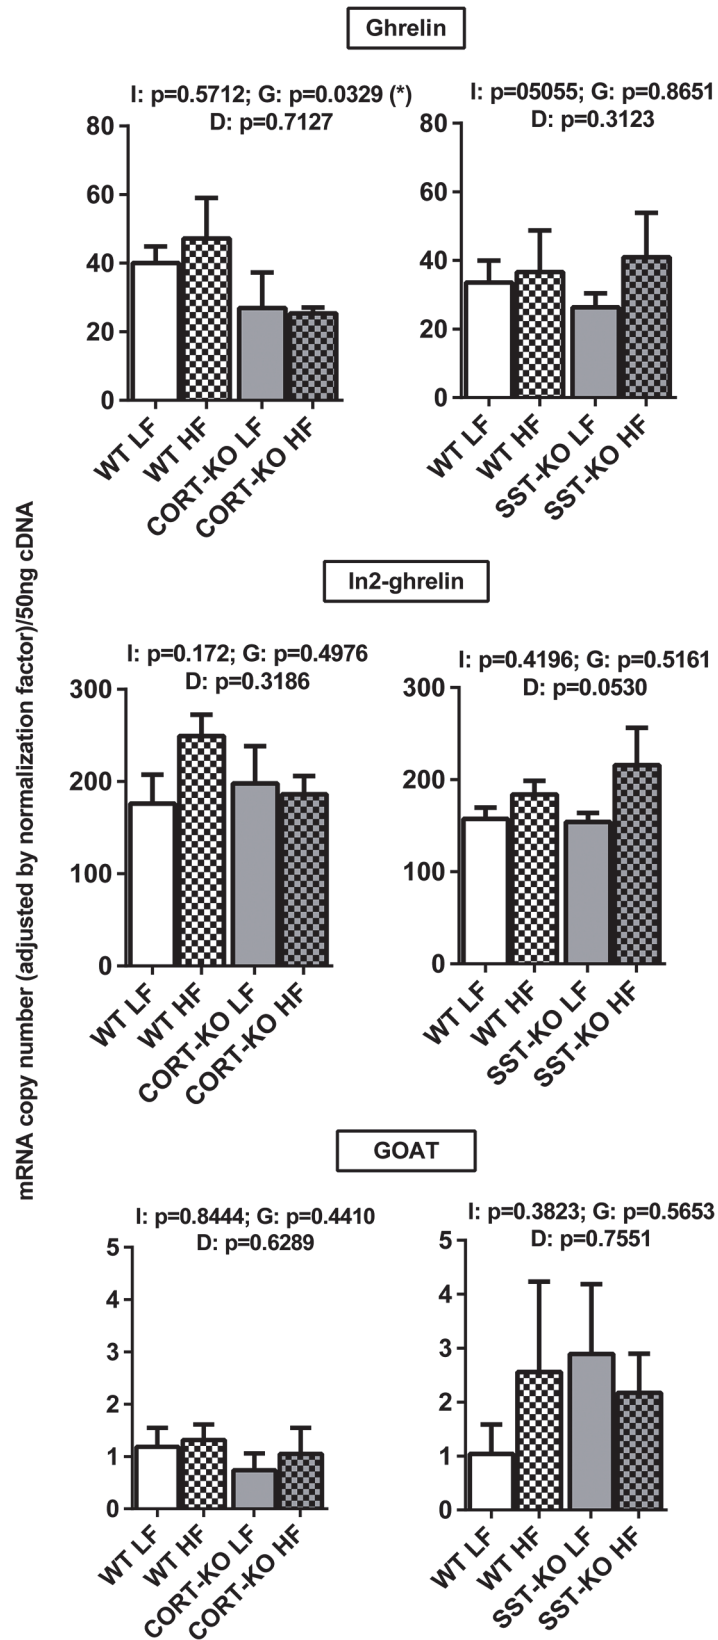 Ghrelin
I: p=0.5712; G: p=0.0329 (*)
D: p=0.7127
80
60
40
20
0
WT LF
WT HF
CORT-KO LF
CORT-KO HF
I: p=05055; G: p=0.8651
D: p=0.3123
80
60
40
20
0
WT LF
WT HF
SST-KO LF
SST-KO HF
mRNA copy number (adjusted by normalization factor)/50ng cDNA
In2-ghrelin
I: p=0.172; G: p=0.4976
D: p=0.3186
300
200
100
0
WT LF
WT HF
CORT-KO LF
CORT-KO HF
I: p=0.4196; G: p=0.5161
D: p=0.0530
300
200
100
0
WT LF
WT HF
SST-KO LF
SST-KO HF
GOAT
I: p=0.8444; G: p=0.4410
D: p=0.6289
5
4
3
2
1
0
WT LF
WT HF
CORT-KO LF
CORT-KO HF
I: p=0.3823; G: p=0.5653
D: p=0.7551
5
4
3
2
1
0
WT LF
WT HF
SST-KO LF
SST-KO HF